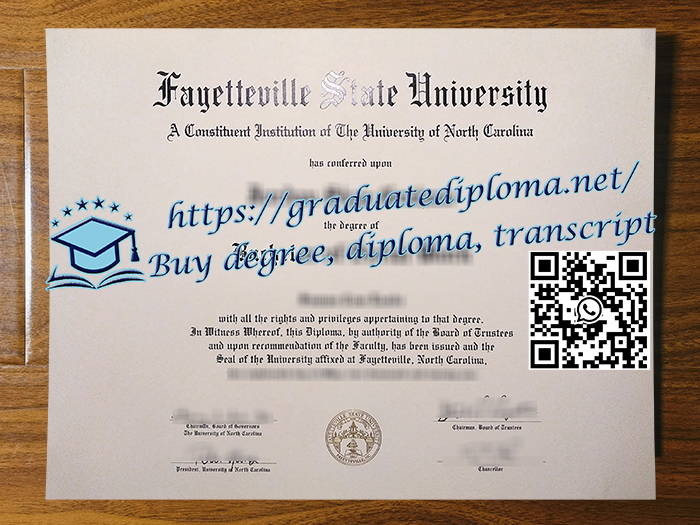 Fayetteville State University
A Constituent Institution of The University of North Carolina
has conferred upon
https://graduatediploma.net/
the degree of
Buy degree, diploma, transcript
with all the rights and privileges appertaining to that degree.
In Witness Whereof, this Diploma, by authority of the Board of Trustees
and upon recommendation of the Faculty, has been issued and the
Seal of the University affixed at Fayetteville, North Carolina,
Chairman, Board of Governors
The University of North Carolina
Chairman, Board of Trustees
FAYETTEVILLE STATE UNIVERSITY
President, University of North Carolina
Chancellor